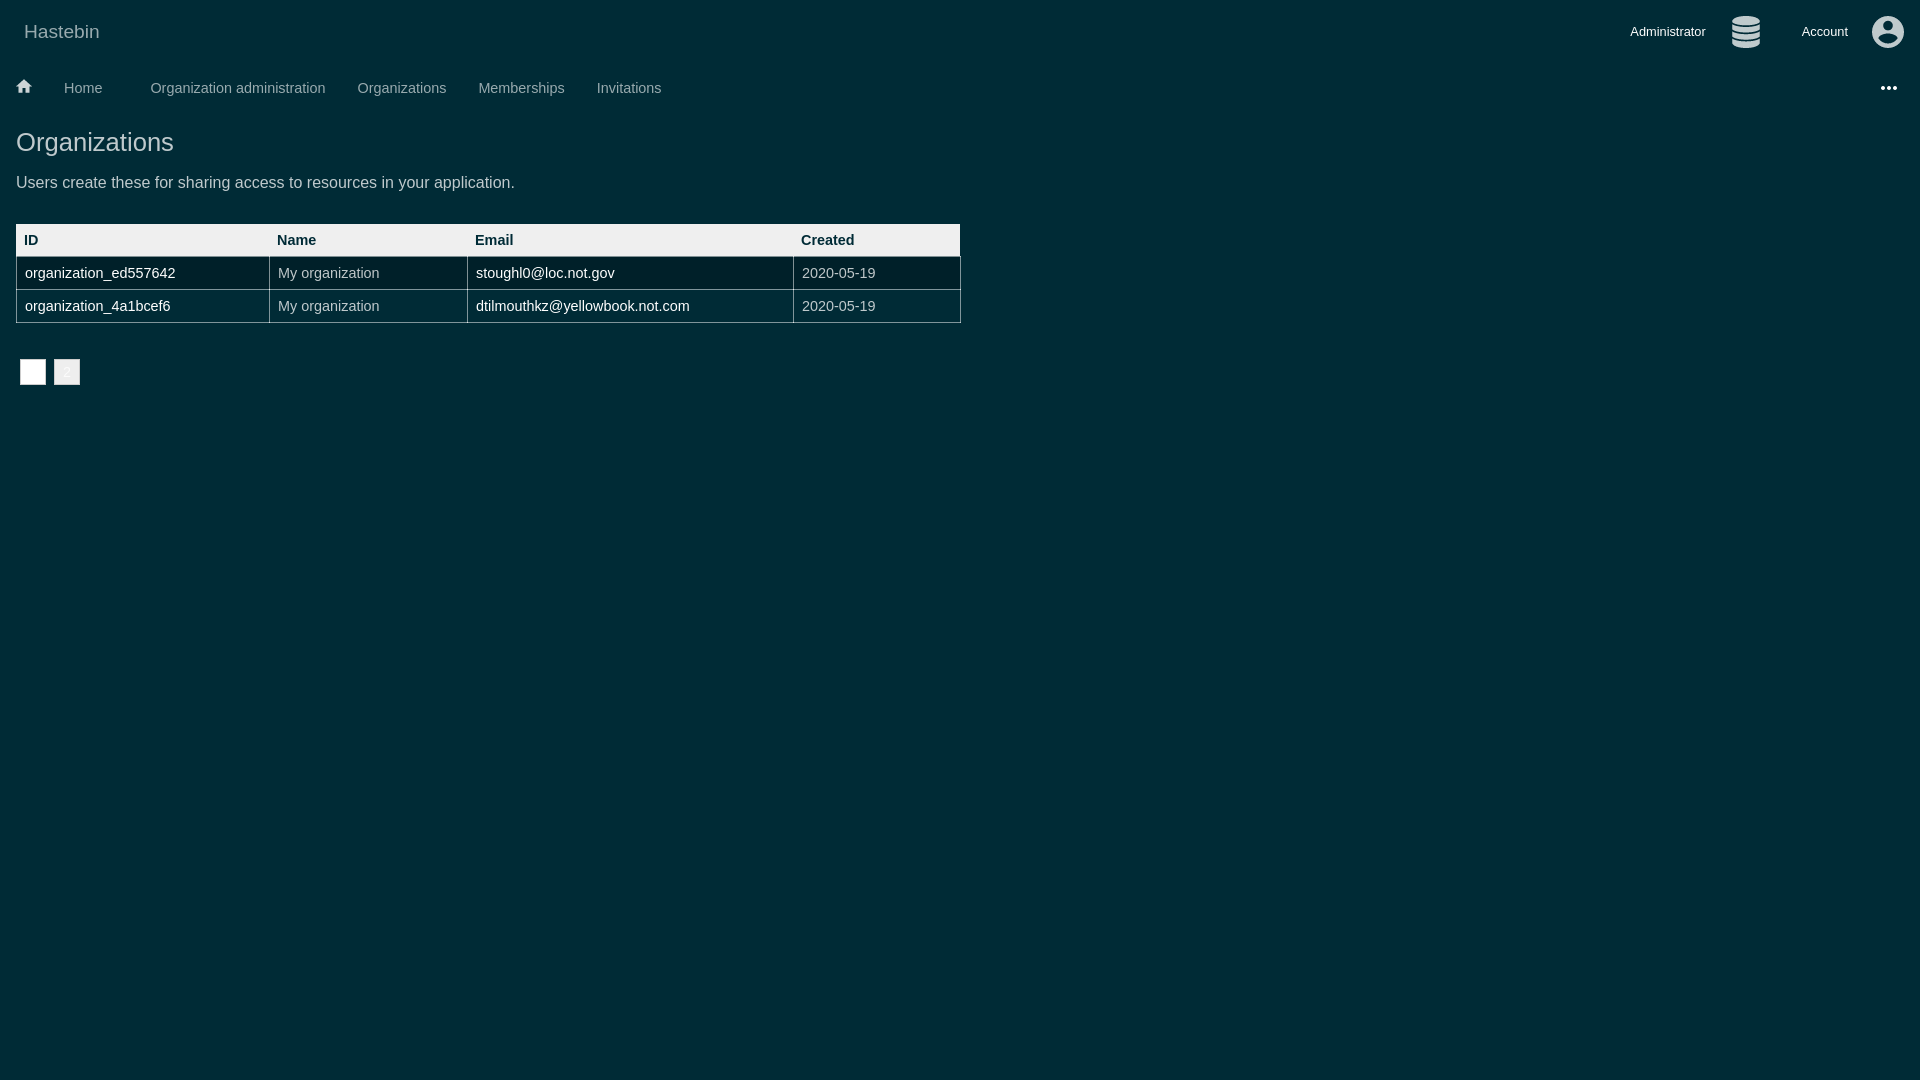 Hastebin
Administrator
Account
Home
Organization administration
Organizations
Memberships
Invitations
Organizations
Users create these for sharing access to resources in your application.
ID Name Email Created
organization_ed557642 My organization stoughl0@loc.not.gov 2020-05-19
organization_4a1bcef6 My organization dtilmouthkz@yellowbook.not.com 2020-05-19
2